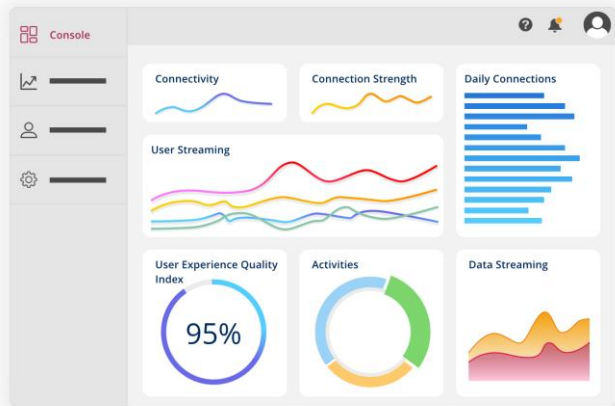 Console
Connectivity
Connection Strength
Daily Connections
User Streaming
User Experience Quality
Index
95%
Activities
Data Streaming